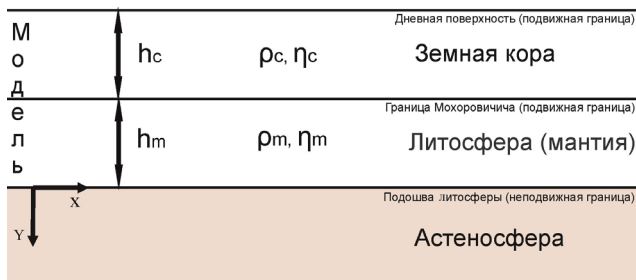 Модель
Дневная поверхность (подвижная граница)
hc
ρc, ηc
Земная кора
Граница Мохоровичича (подвижная граница)
hm
ρm, ηm
Литосфера (мантия)
Подошва литосферы (неподвижная граница)
X
Y
Астеносфера